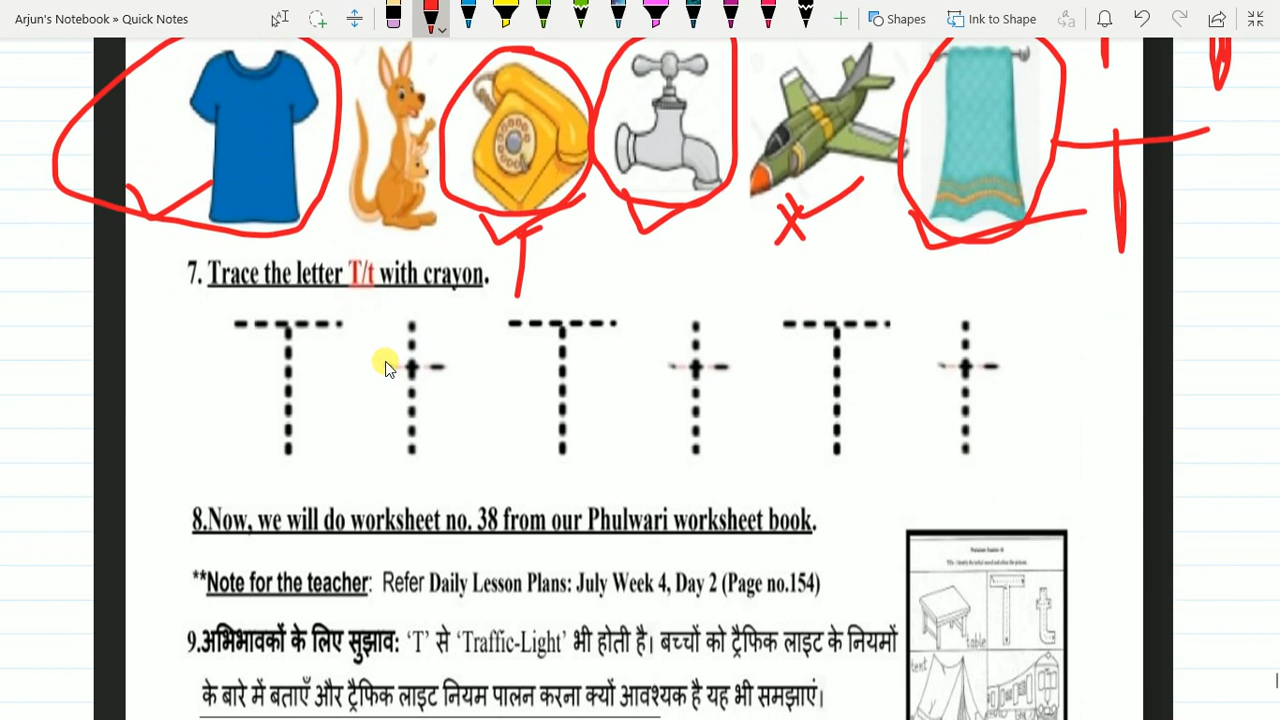 Arjun's Notebook » Quick Notes
Shapes
Ink to Shape
T
T
7. Trace the letter T/t with crayon.
T t T t T t
8.Now, we will do worksheet no. 38 from our Phulwari worksheet book.
**Note for the teacher: Refer Daily Lesson Plans: July Week 4, Day 2 (Page no.154)
9.अभिभावकों के लिए सुझाव: ‘T’ से ‘Traffic-Light’ भी होती है। बच्चों को ट्रैफिक लाइट के नियमों
के बारे में बताएँ और ट्रैफिक लाइट नियम पालन करना क्यों आवश्यक है यह भी समझाएं।
T t
table
tent